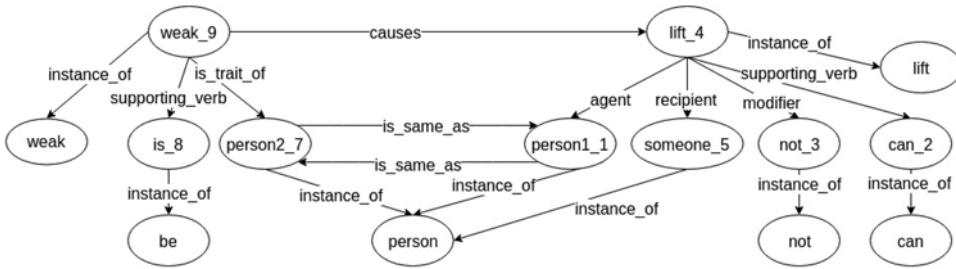 weak_9
causes
lift_4
instance_of
lift
instance_of
is_trait_of
supporting_verb
supporting_verb
agent
recipient
modifier
weak
is_8
person2_7
is_same_as
is_same_as
person1_1
someone_5
not_3
can_2
instance_of
instance_of
instance_of
instance_of
instance_of
instance_of
be
person
not
can